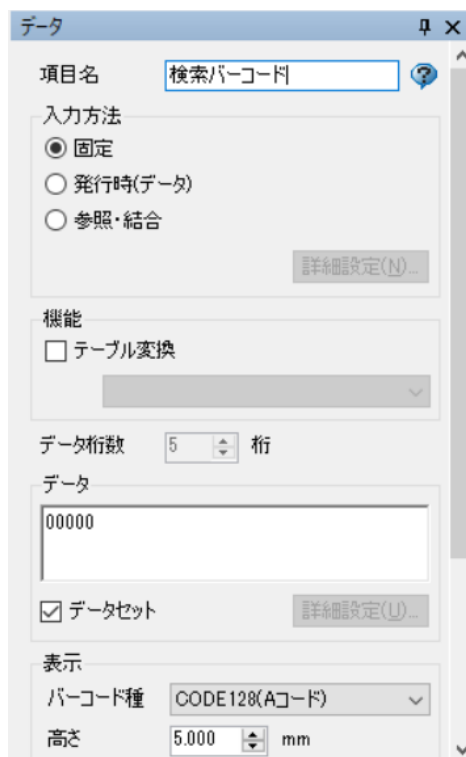 データ
項目名 検索バーコード
入力方法
固定
発行時(データ)
参照・結合
詳細設定(N)...
機能
テーブル変換
データ桁数 5 桁
データ
00000
データセット 詳細設定(U)...
表示
バーコード種 CODE128(Aコード)
高さ 5.000 mm